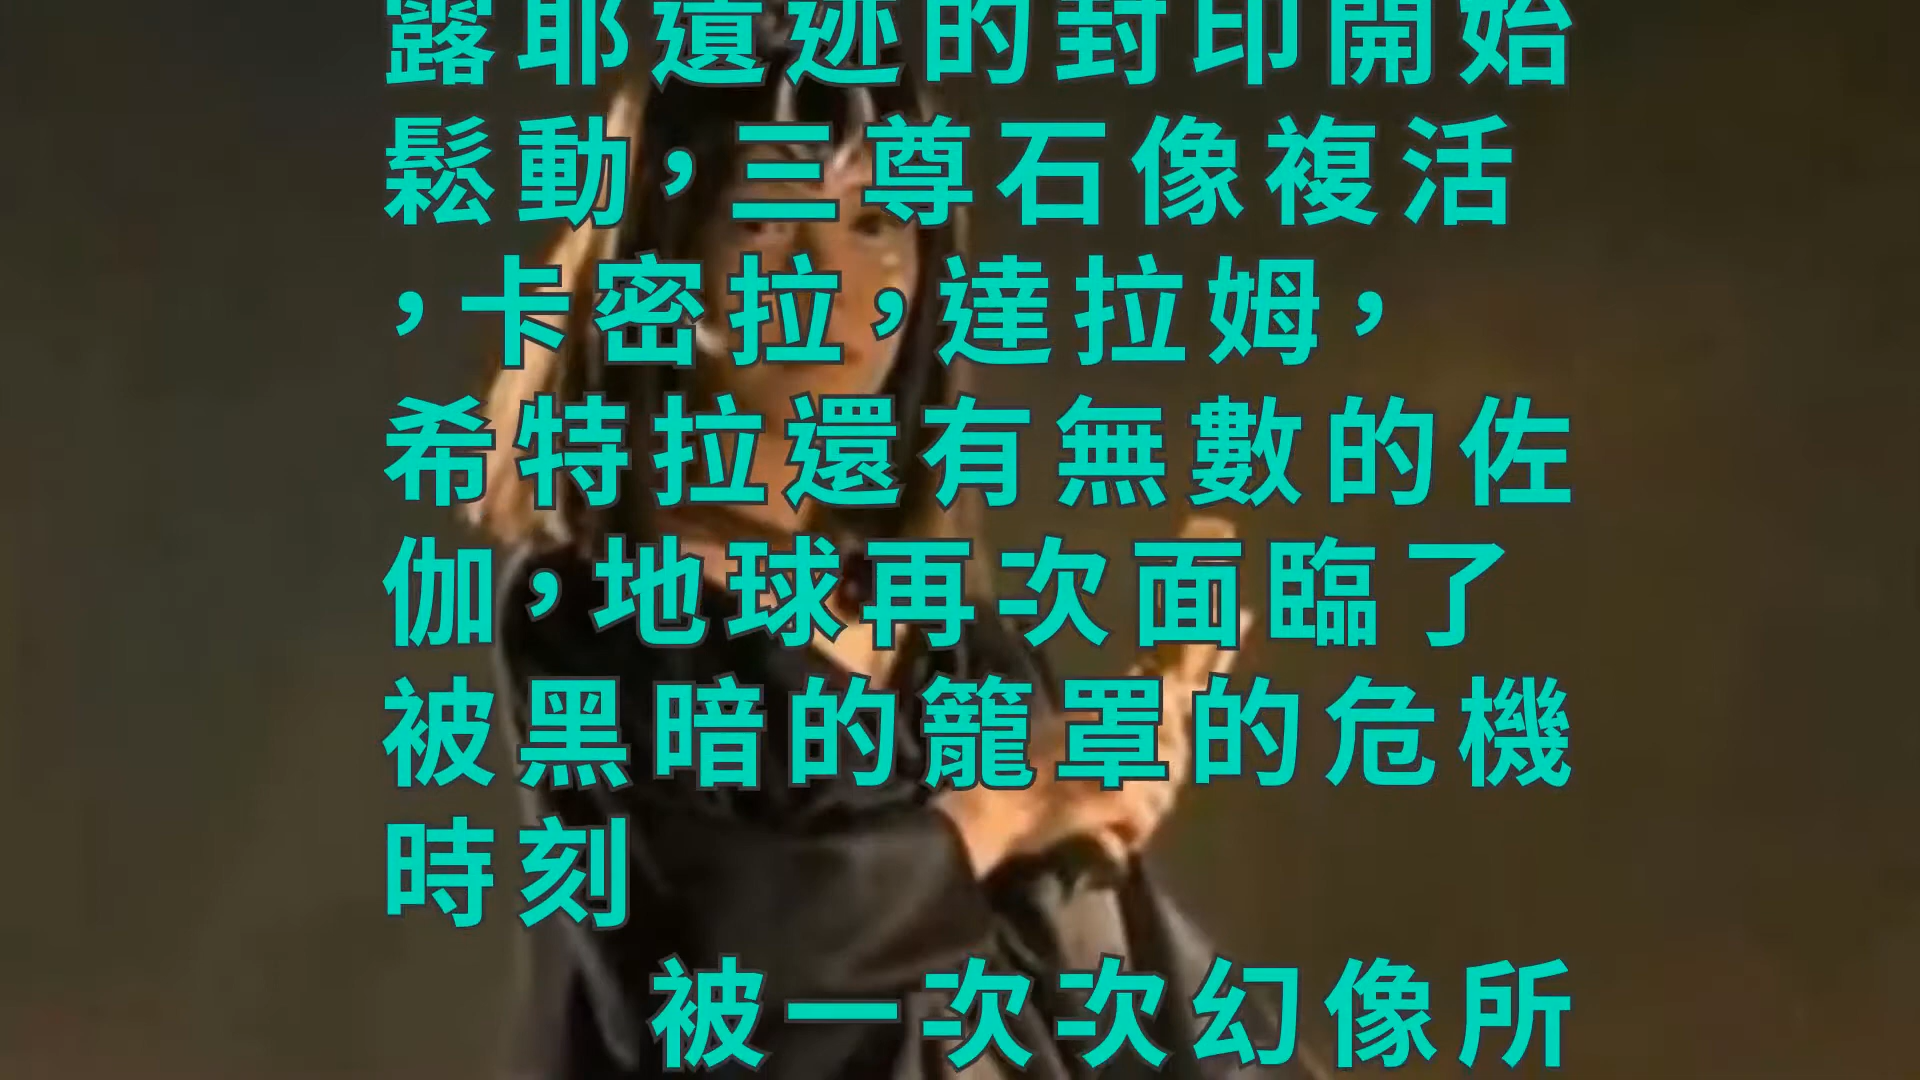 露耶遺迹的封印開始
鬆動，三尊石像複活
，卡密拉，達拉姆，
希特拉還有無數的佐
伽，地球再次面臨了
被黑暗的籠罩的危機
時刻
被一次次幻像所